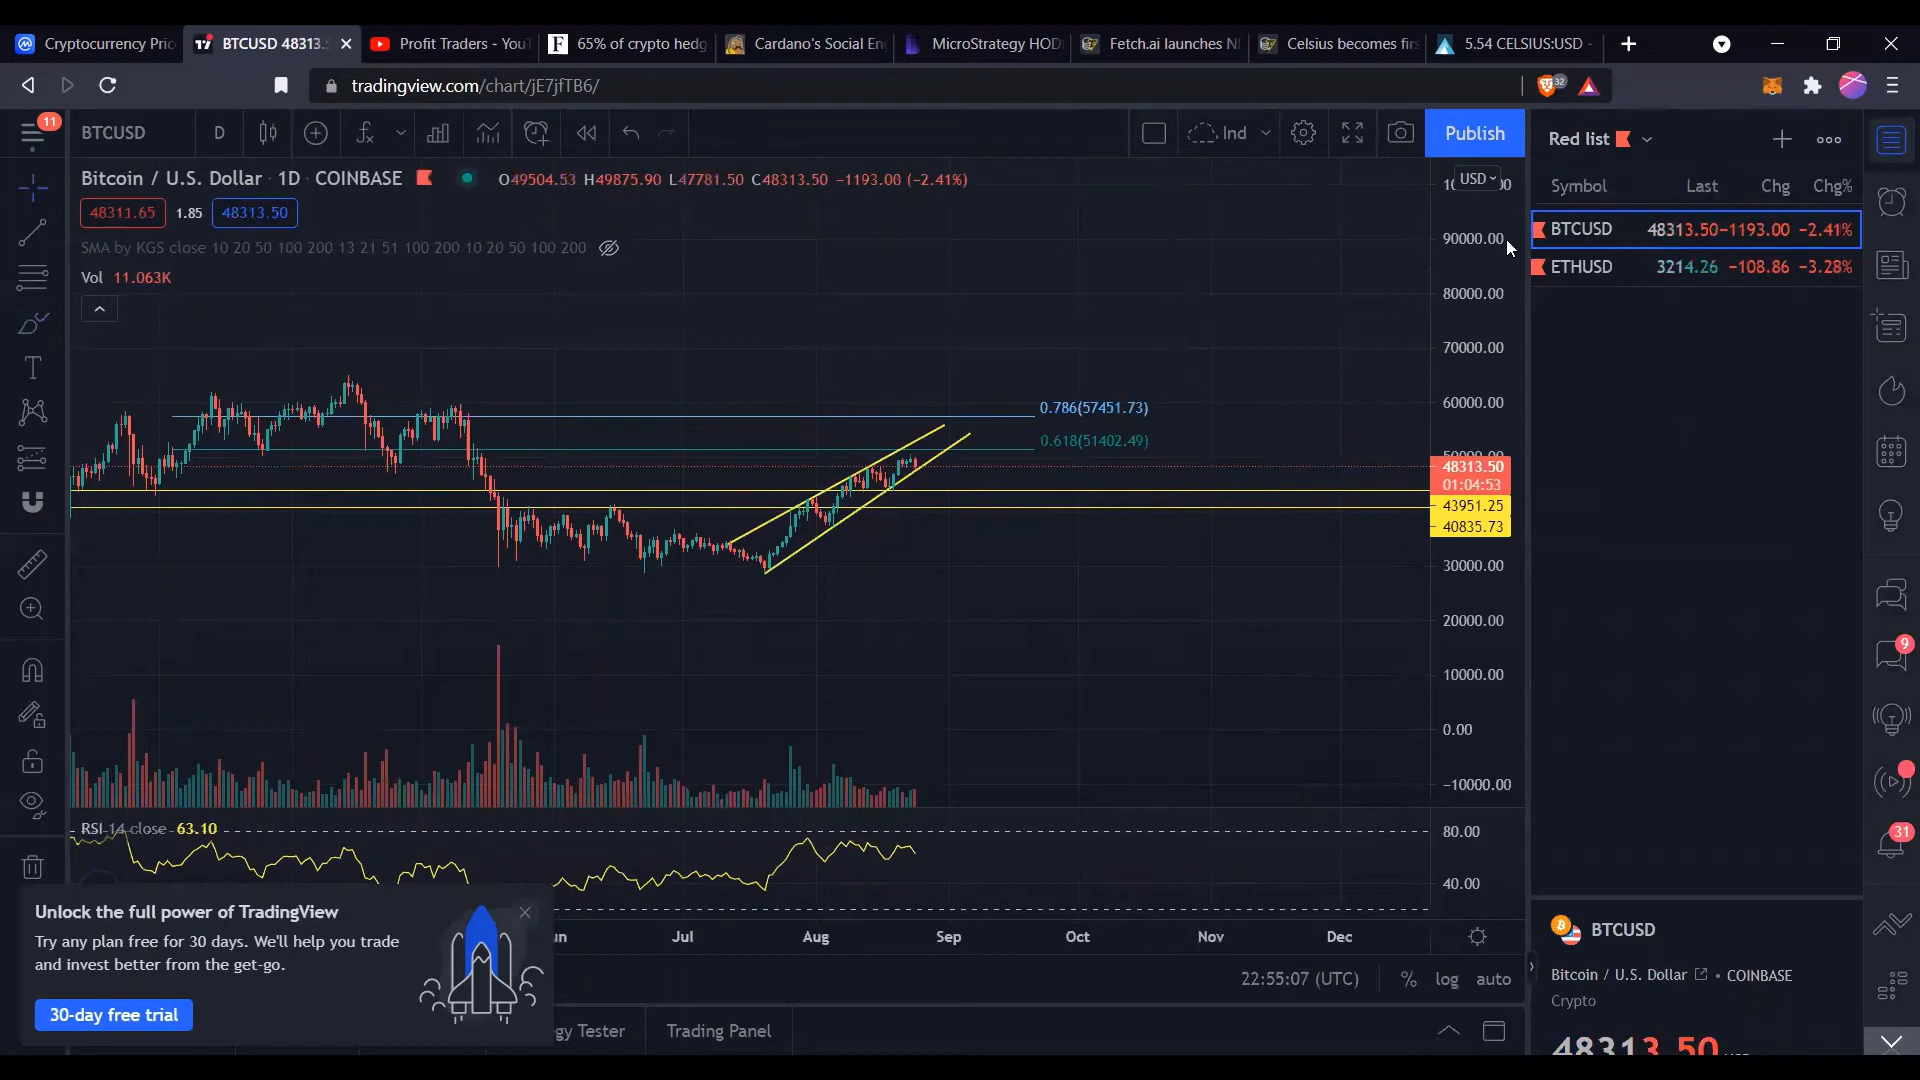 Cryptocurrency Pric
BTCUSD 48313.
Profit Traders - You
65% of crypto hedg
Cardano's Social En
MicroStrategy HOD
Fetch.ai launches N
Celsius becomes firs
5.54 CELSIUS:USD -
tradingview.com/chart/jE7jfTB6/
32
11
BTCUSD
D
Ind
Publish
Red list
Bitcoin / U.S. Dollar · 1D · COINBASE
O49504.53 H49875.90 L47781.50 C48313.50 −1193.00 (−2.41%)
USD
Symbol Last Chg Chg%
48311.65 1.85 48313.50
BTCUSD 48313.50 −1193.00 −2.41%
SMA by KGS close 10 20 50 100 200 13 21 51 100 200 10 20 50 100 200
90000.00
ETHUSD 3214.26 −108.86 −3.28%
Vol 11.063K
80000.00
70000.00
0.786(57451.73)
60000.00
0.618(51402.49)
48313.50
01:04:53
43951.25
40835.73
30000.00
20000.00
9
10000.00
0.00
−10000.00
RSI 14 close 63.10
80.00
31
40.00
Unlock the full power of TradingView
Try any plan free for 30 days. We'll help you trade
and invest better from the get-go.
30-day free trial
Jul
Aug
Sep
Oct
Nov
Dec
BTCUSD
22:55:07 (UTC)
%
log
auto
Bitcoin / U.S. Dollar • COINBASE
Crypto
gy Tester
Trading Panel
48313.50